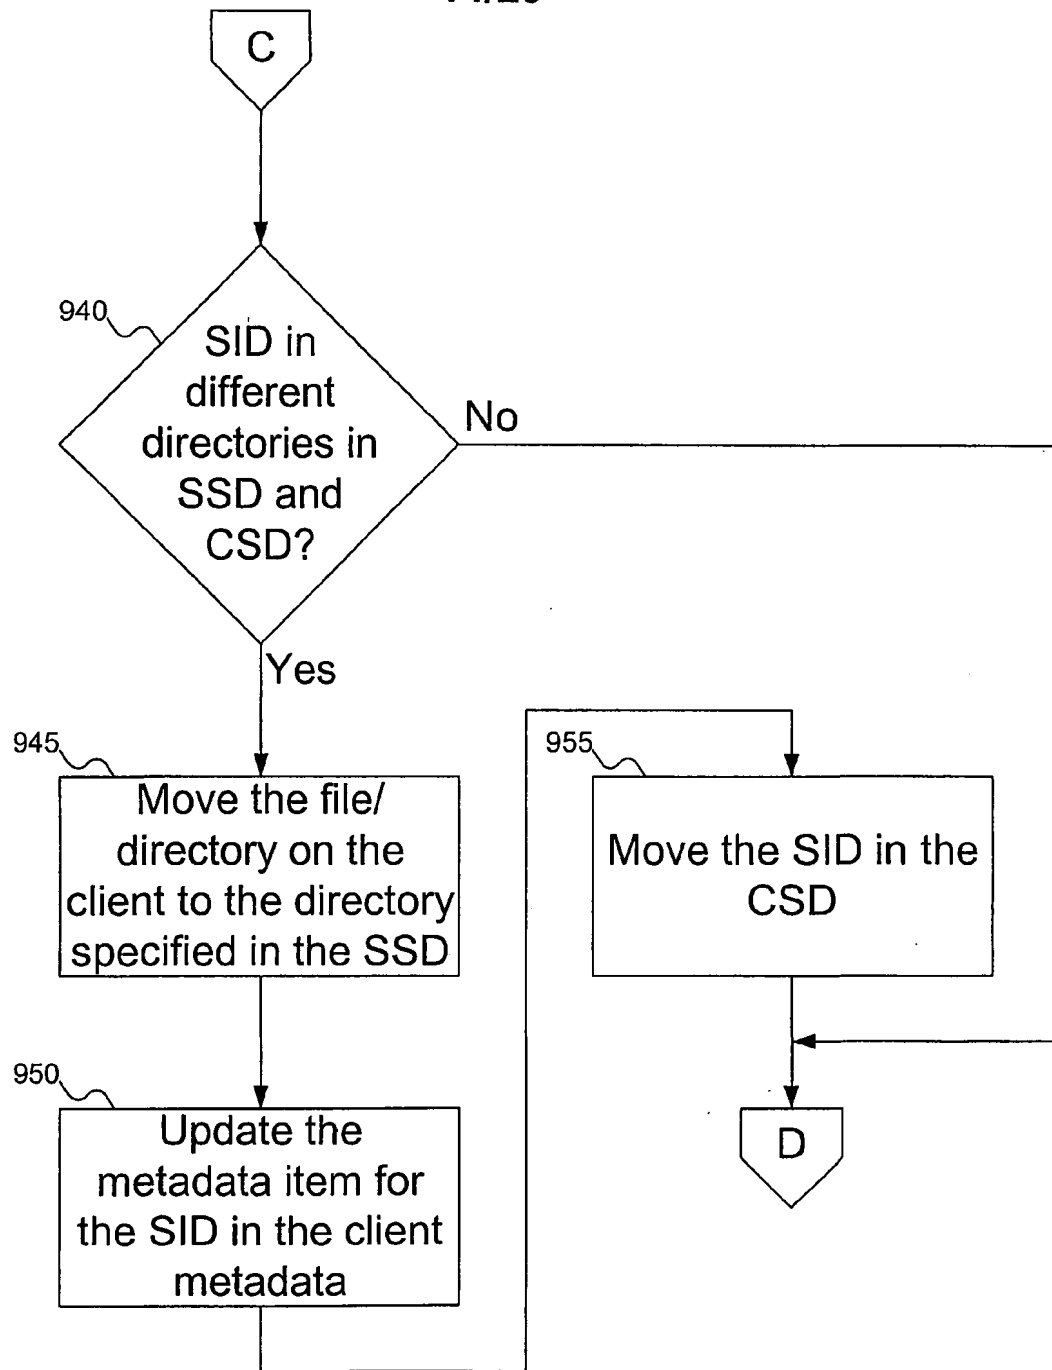 C
940
SID in
different
directories in
SSD and
CSD?
No
Yes
945
Move the file/
directory on the
client to the directory
specified in the SSD
950
Update the
metadata item for
the SID in the client
metadata
955
Move the SID in the
CSD
D